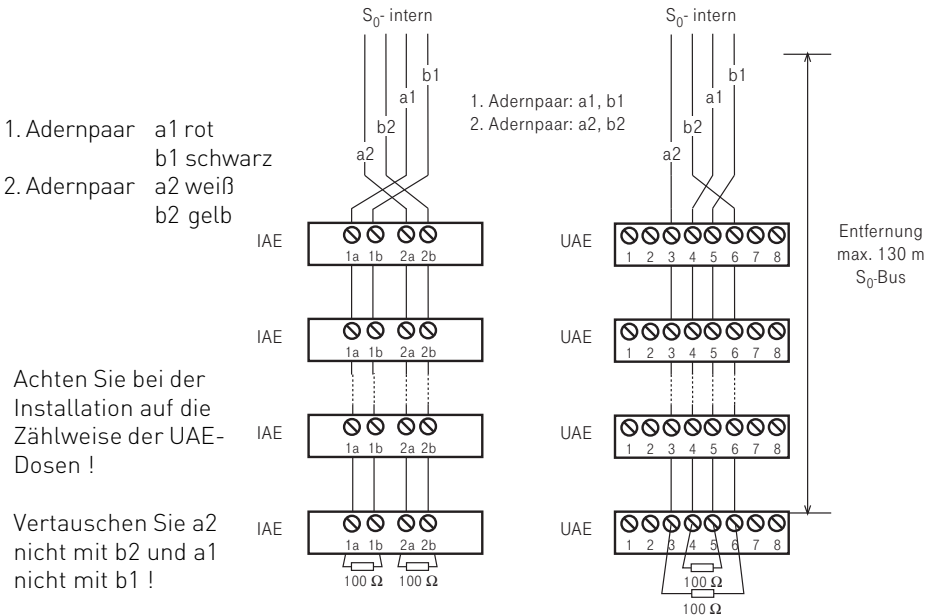 S0- intern
S0- intern
b1
a1
b2
a2
b1
a1
b2
a2
1. Adernpaar: a1, b1
2. Adernpaar: a2, b2
1. Adernpaar a1 rot
b1 schwarz
2. Adernpaar a2 weiß
b2 gelb
IAE
1a 1b 2a 2b
UAE
1 2 3 4 5 6 7 8
Entfernung
max. 130 m
S0-Bus
IAE
1a 1b 2a 2b
UAE
1 2 3 4 5 6 7 8
Achten Sie bei der
Installation auf die
Zählweise der UAE-
Dosen !
IAE
1a 1b 2a 2b
UAE
1 2 3 4 5 6 7 8
Vertauschen Sie a2
nicht mit b2 und a1
nicht mit b1 !
IAE
1a 1b 2a 2b
100 Ω 100 Ω
UAE
1 2 3 4 5 6 7 8
100 Ω
100 Ω